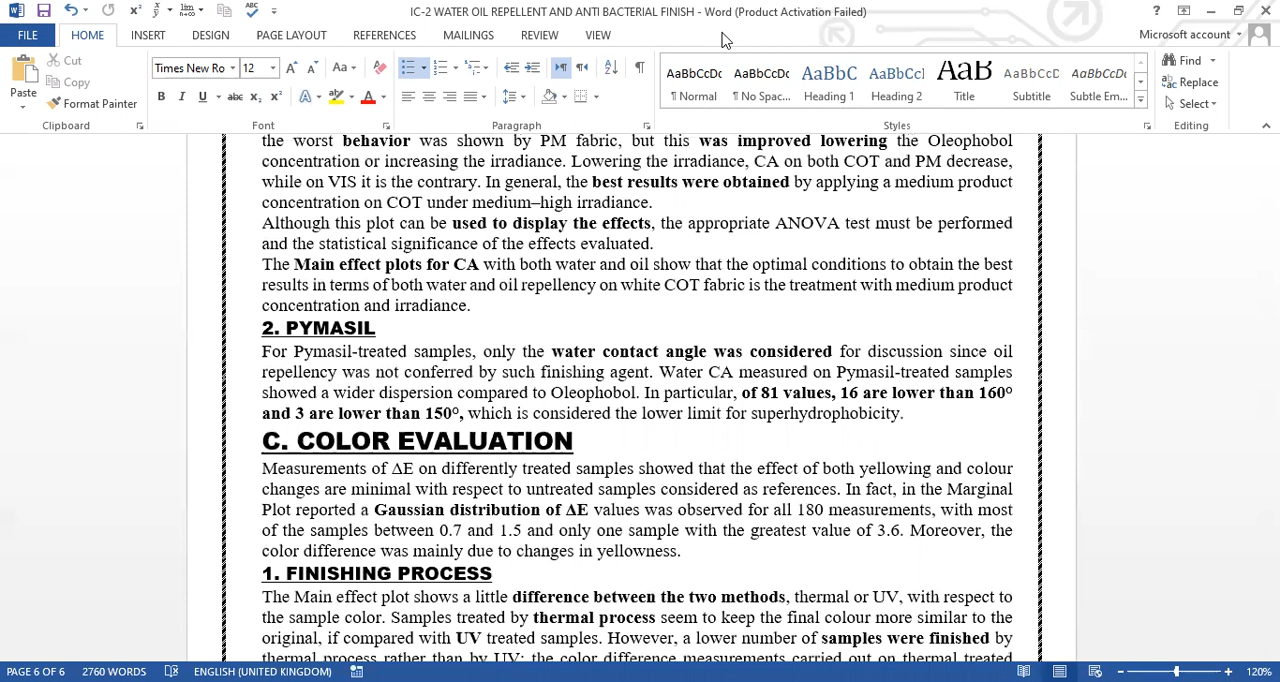 IC-2 WATER OIL REPELLENT AND ANTI BACTERIAL FINISH - Word (Product Activation Failed)
FILE HOME INSERT DESIGN PAGE LAYOUT REFERENCES MAILINGS REVIEW VIEW Microsoft account
Cut
Copy
Format Painter
Paste
Clipboard
Times New Ro 12
Font
Paragraph
AaBbCcDc AaBbCcDc AaBbC AaBbCcI AaB AaBbCcD AaBbCcDt
¶ Normal ¶ No Spac... Heading 1 Heading 2 Title Subtitle Subtle Em...
Styles
Find
Replace
Select
Editing
the worst behavior was shown by PM fabric, but this was improved lowering the Oleophobol
concentration or increasing the irradiance. Lowering the irradiance, CA on both COT and PM decrease,
while on VIS it is the contrary. In general, the best results were obtained by applying a medium product
concentration on COT under medium–high irradiance.
Although this plot can be used to display the effects, the appropriate ANOVA test must be performed
and the statistical significance of the effects evaluated.
The Main effect plots for CA with both water and oil show that the optimal conditions to obtain the best
results in terms of both water and oil repellency on white COT fabric is the treatment with medium product
concentration and irradiance.
2. PYMASIL
For Pymasil-treated samples, only the water contact angle was considered for discussion since oil
repellency was not conferred by such finishing agent. Water CA measured on Pymasil-treated samples
showed a wider dispersion compared to Oleophobol. In particular, of 81 values, 16 are lower than 160°
and 3 are lower than 150°, which is considered the lower limit for superhydrophobicity.
C. COLOR EVALUATION
Measurements of ΔE on differently treated samples showed that the effect of both yellowing and colour
changes are minimal with respect to untreated samples considered as references. In fact, in the Marginal
Plot reported a Gaussian distribution of ΔE values was observed for all 180 measurements, with most
of the samples between 0.7 and 1.5 and only one sample with the greatest value of 3.6. Moreover, the
color difference was mainly due to changes in yellowness.
1. FINISHING PROCESS
The Main effect plot shows a little difference between the two methods, thermal or UV, with respect to
the sample color. Samples treated by thermal process seem to keep the final colour more similar to the
original, if compared with UV treated samples. However, a lower number of samples were finished by
thermal process rather than by UV; the color difference measurements carried out on thermal treated
PAGE 6 OF 6 2760 WORDS ENGLISH (UNITED KINGDOM) 120%